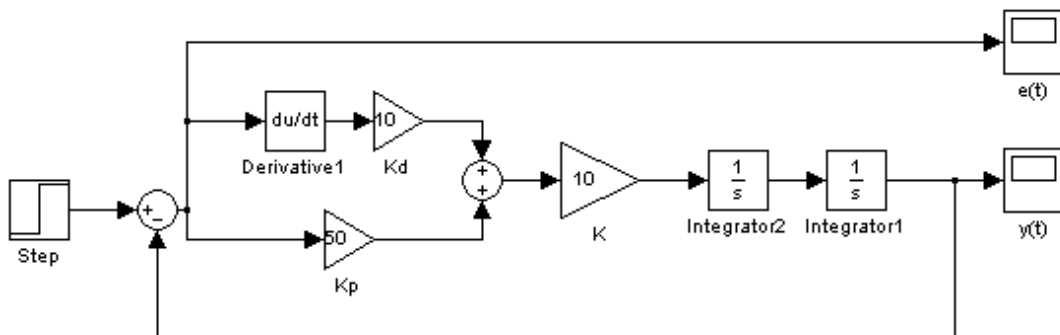 e(t)
du/dt
10
Derivative1
Kd
+
+
10
1
s
1
s
+
−
Step
50
Kp
K
Integrator2
Integrator1
y(t)